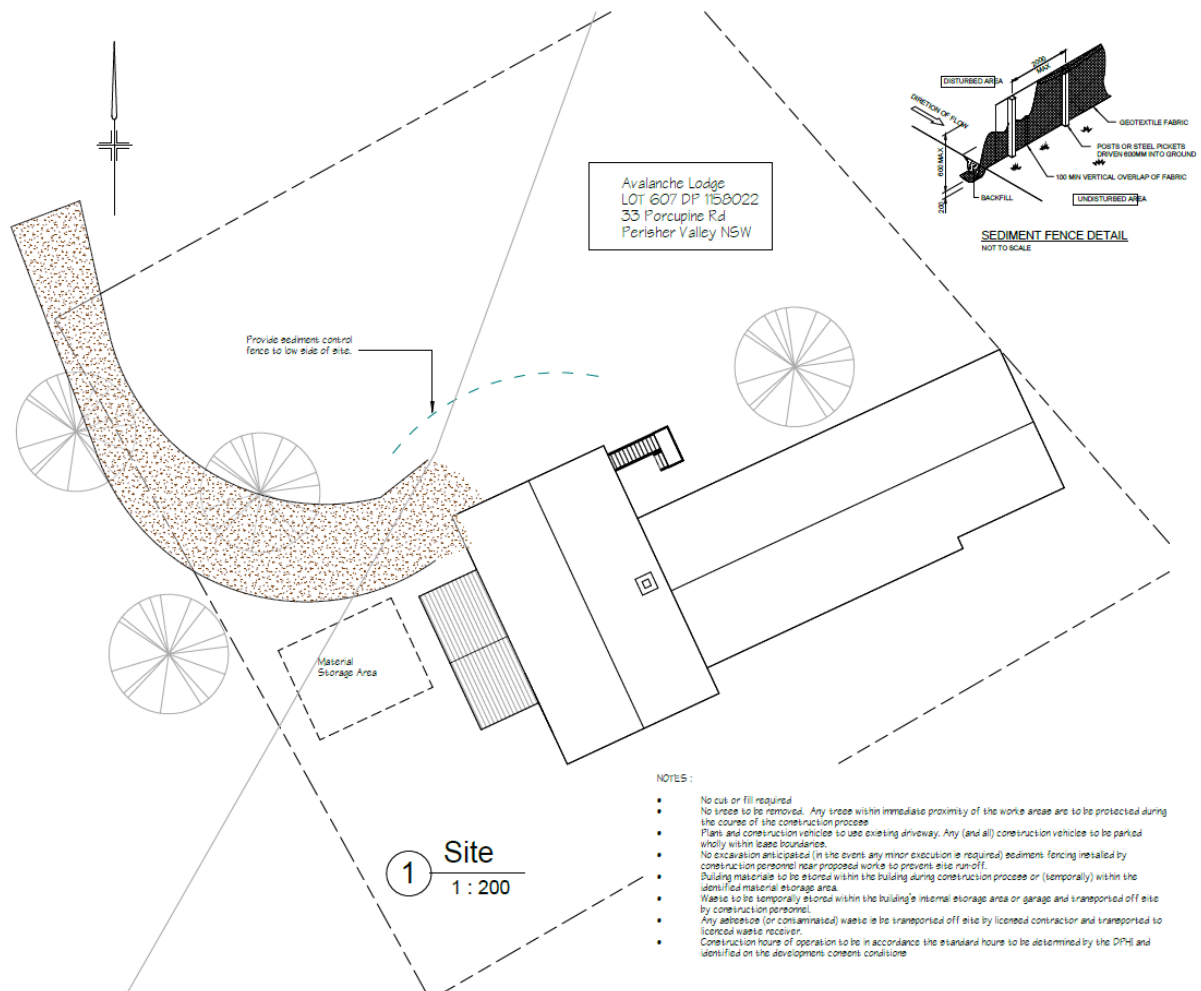 DISTURBED AREA
2000
MAX
DIRETION OF FLOW
GEOTEXTILE FABRIC
POSTS OR STEEL PICKETS
DRIVEN 600MM INTO GROUND
600 MAX
100 MIN VERTICAL OVERLAP OF FABRIC
BACKFILL
UNDISTURBED AREA
200
SEDIMENT FENCE DETAIL
NOT TO SCALE
Avalanche Lodge
LOT 607 DP 1158022
33 Porcupine Rd
Perisher Valley NSW
Provide sediment control
fence to low side of site.
Material
Storage Area
1
Site
1 : 200
NOTES :
• No cut or fill required
• No trees to be removed. Any trees within immediate proximity of the works areas are to be protected during
the course of the construction process
• Plant and construction vehicles to use existing driveway. Any (and all) construction vehicles to be parked
wholly within lease boundaries.
• No excavation anticipated (in the event any minor execution is required) sediment fencing installed by
construction personnel near proposed works to prevent site run-off.
• Building materials to be stored within the building during construction process or (temporally) within the
identified material storage area.
• Waste to be temporally stored within the building's internal storage area or garage and transported off site
by construction personnel.
• Any asbestos (or contaminated) waste is be transported off site by licensed contractor and transported to
licenced waste receiver.
• Construction hours of operation to be in accordance the standard hours to be determined by the DPHI and
identified on the development consent conditions